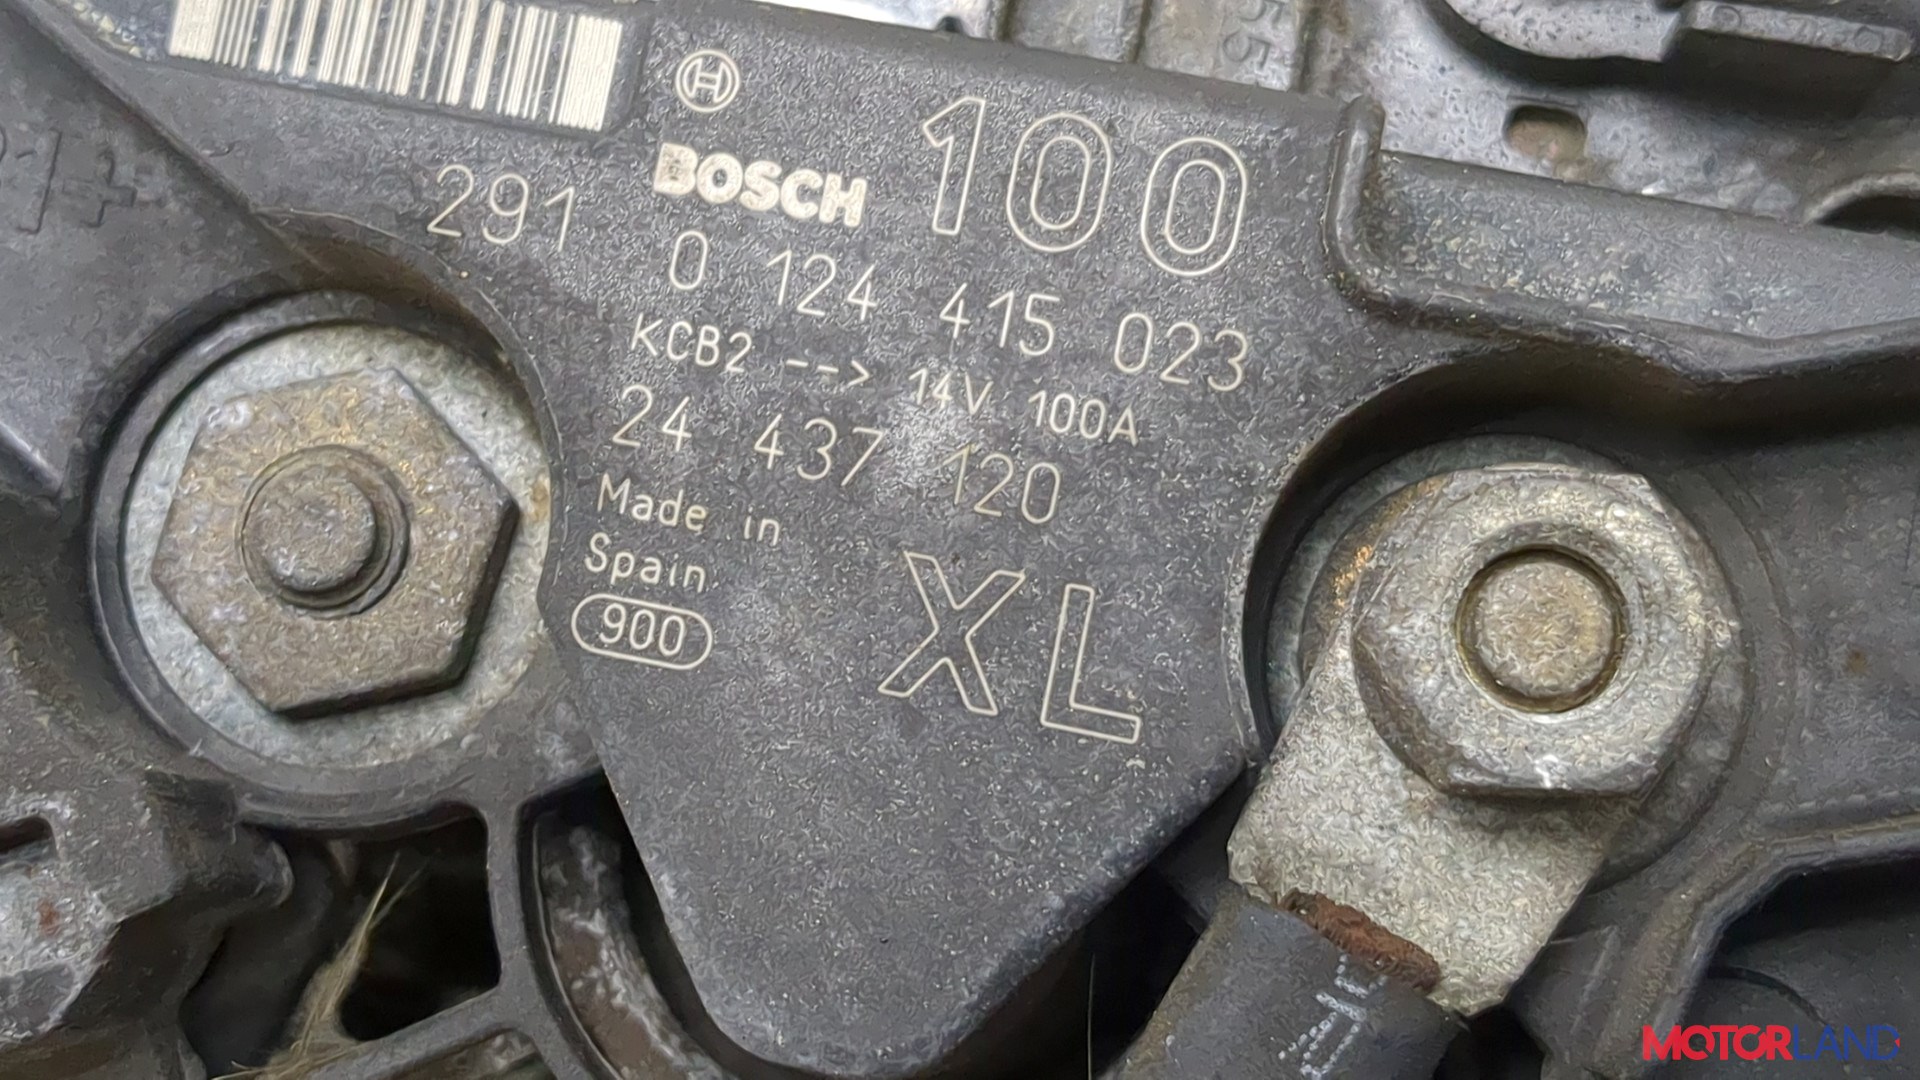 BOSCH 100
291
0 124 415 023
KCB2 --> 14V 100A
24 437 120
Made in
Spain
900
XL
55
MOTORLAND